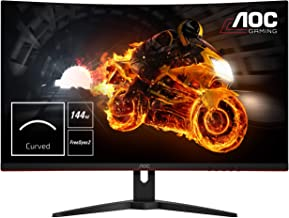 AOC
GAMING
144Hz
FreeSync2
Curved
AOC